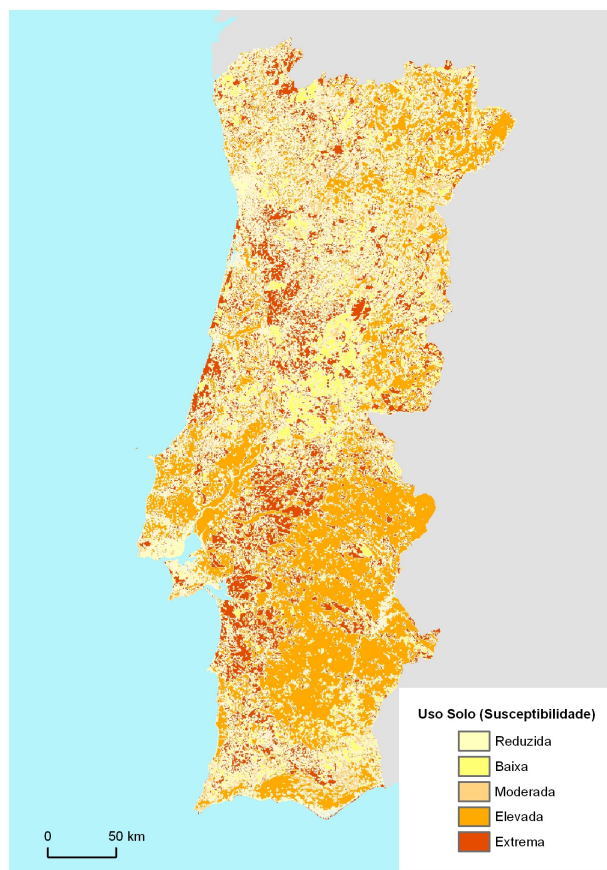 Uso Solo (Susceptibilidade)
Reduzida
Baixa
Moderada
Elevada
Extrema
0 50 km